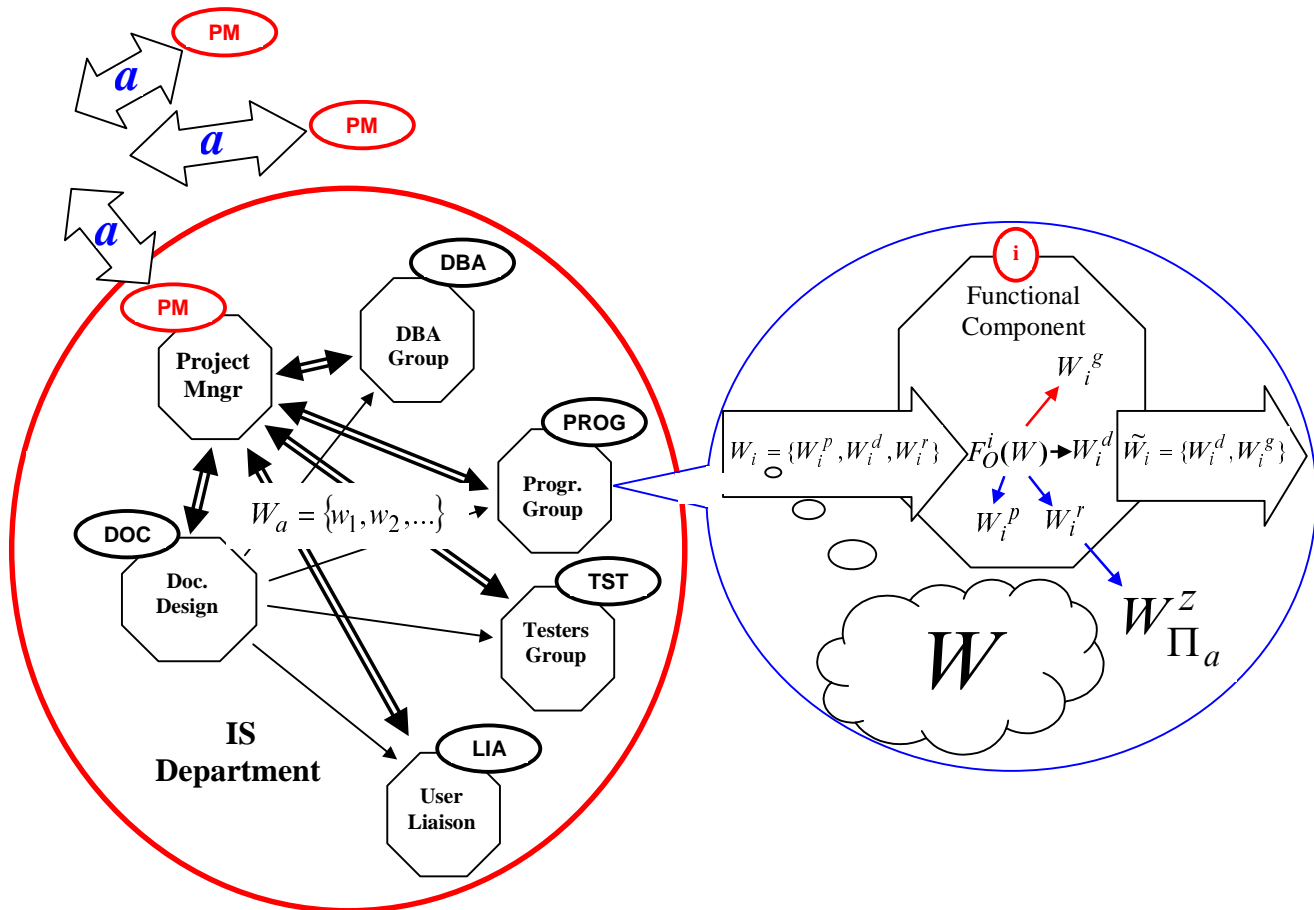 PM
a
PM
a
a
PM
Project
Mngr
DBA
DBA
Group
PROG
Progr.
Group
W_a = {w_1, w_2, ...}
DOC
Doc.
Design
TST
Testers
Group
IS
Department
LIA
User
Liaison
i
Functional
Component
W_i^g
W_i = {W_i^p, W_i^d, W_i^r}
F_O^i(W)
W_i^d
W̃_i = {W_i^d, W_i^g}
W_i^p
W_i^r
W_{Π_a}^z
W